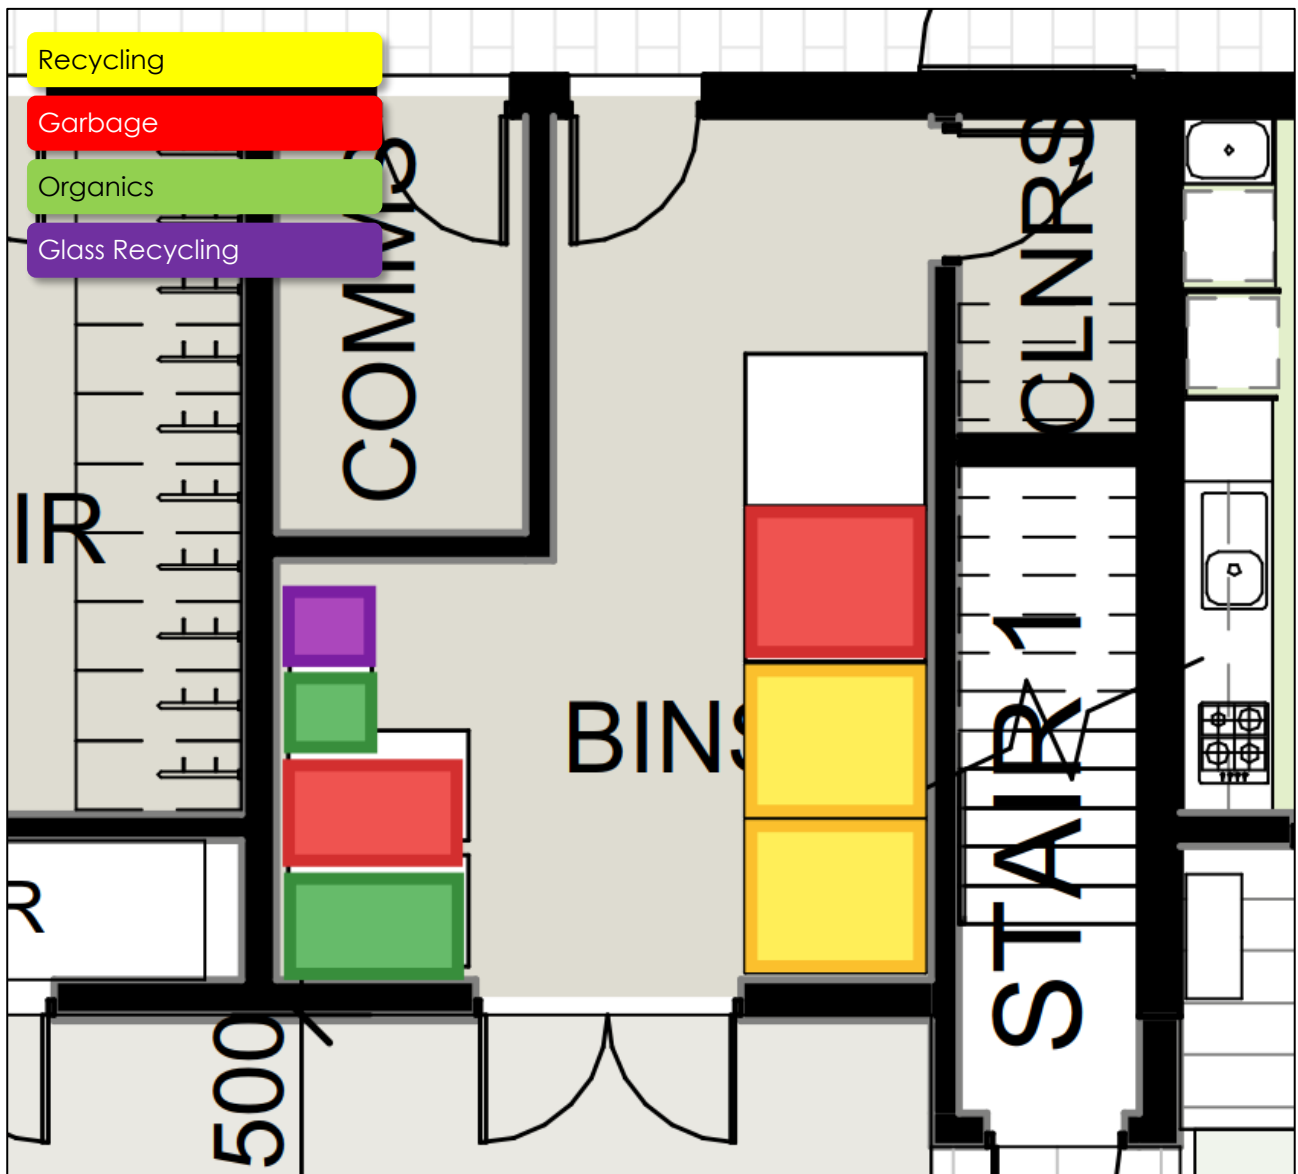 Recycling
Garbage
Organics
Glass Recycling
COMMS
CLNRS
IR
BINS
STAIR 1
R
500